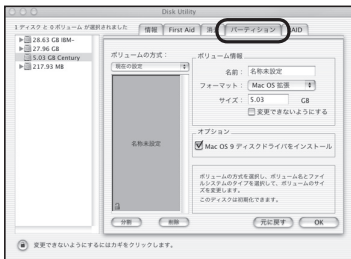 Disk Utility
1 ディスク と 0 ボリューム が選択されました
情報
First Aid
消去
パーティション
RAID
28.63 GB IBM-
27.96 GB
5.03 GB Century
217.93 MB
ボリュームの方式：
現在の設定
名称未設定
分割
削除
ボリューム情報
名前： 名称未設定
フォーマット： Mac OS 拡張
サイズ： 5.03 GB
変更できないようにする
オプション
Mac OS 9 ディスクドライバをインストール
ボリュームの方式を選択し、ボリューム名とファイ
ルシステムのタイプを選択して、ボリュームのサイ
ズを変更します。
このディスクは初期化できます。
元に戻す
OK
変更できないようにするにはカギをクリックします。